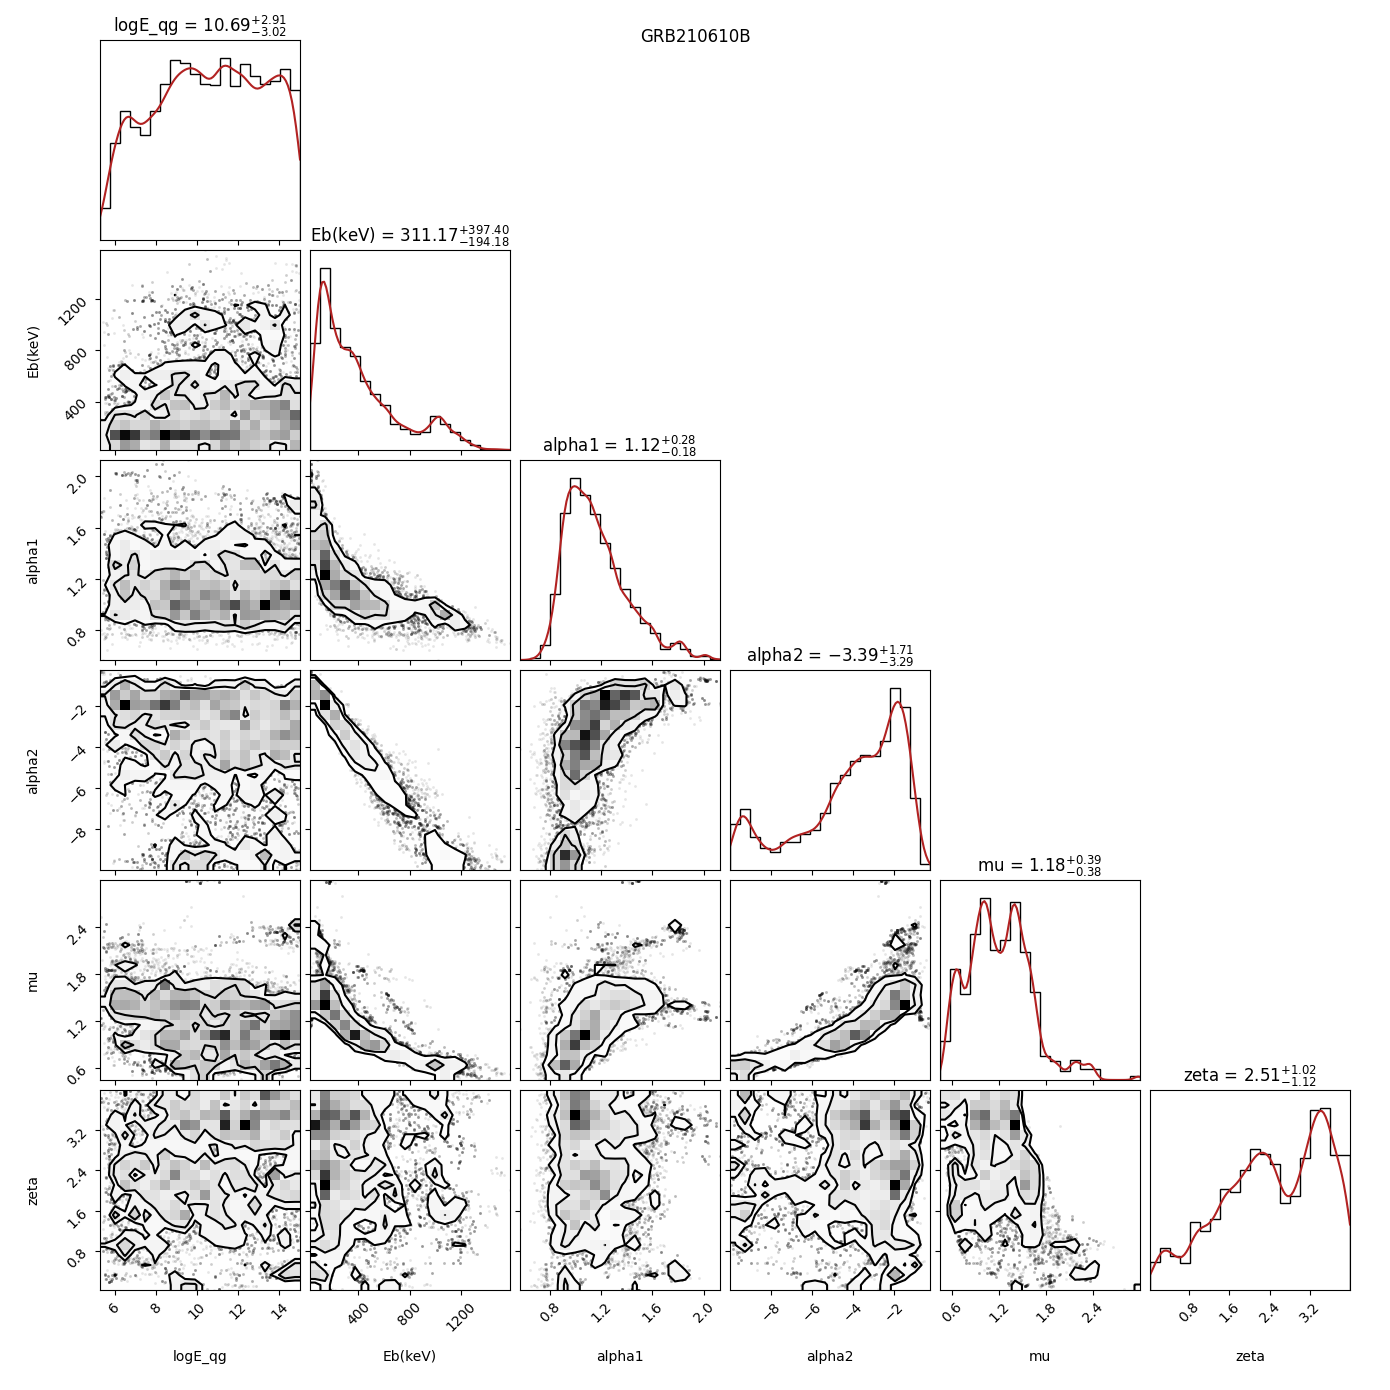 GRB210610B
logE_qg = 10.69+2.91 −3.02
Eb(keV) = 311.17+397.40 −194.18
1200
800
400
Eb(keV)
alpha1 = 1.12+0.28 −0.18
2.0
1.6
1.2
0.8
alpha1
alpha2 = −3.39+1.71 −3.29
−2
−4
−6
−8
alpha2
mu = 1.18+0.39 −0.38
2.4
1.8
1.2
0.6
mu
zeta = 2.51+1.02 −1.12
3.2
2.4
1.6
0.8
zeta
6 8 10 12 14
400 800 1200
0.8 1.2 1.6 2.0
−8 −6 −4 −2
0.6 1.2 1.8 2.4
0.8 1.6 2.4 3.2
logE_qg Eb(keV) alpha1 alpha2 mu zeta